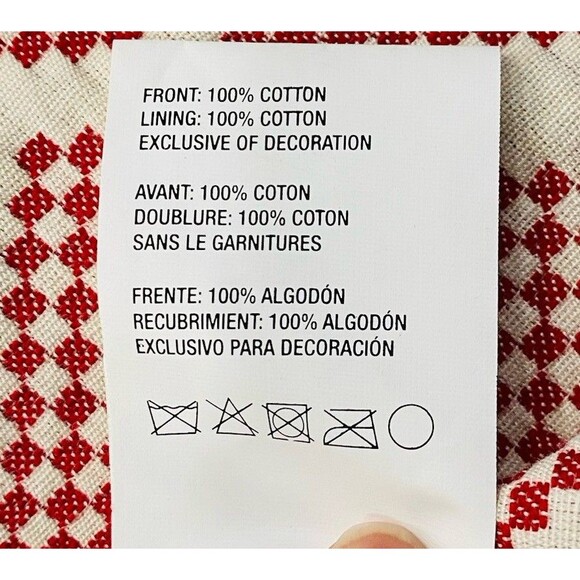 FRONT: 100% COTTON
LINING: 100% COTTON
EXCLUSIVE OF DECORATION
AVANT: 100% COTON
DOUBLURE: 100% COTON
SANS LE GARNITURES
FRENTE: 100% ALGODÓN
RECUBRIMIENT: 100% ALGODÓN
EXCLUSIVO PARA DECORACIÓN